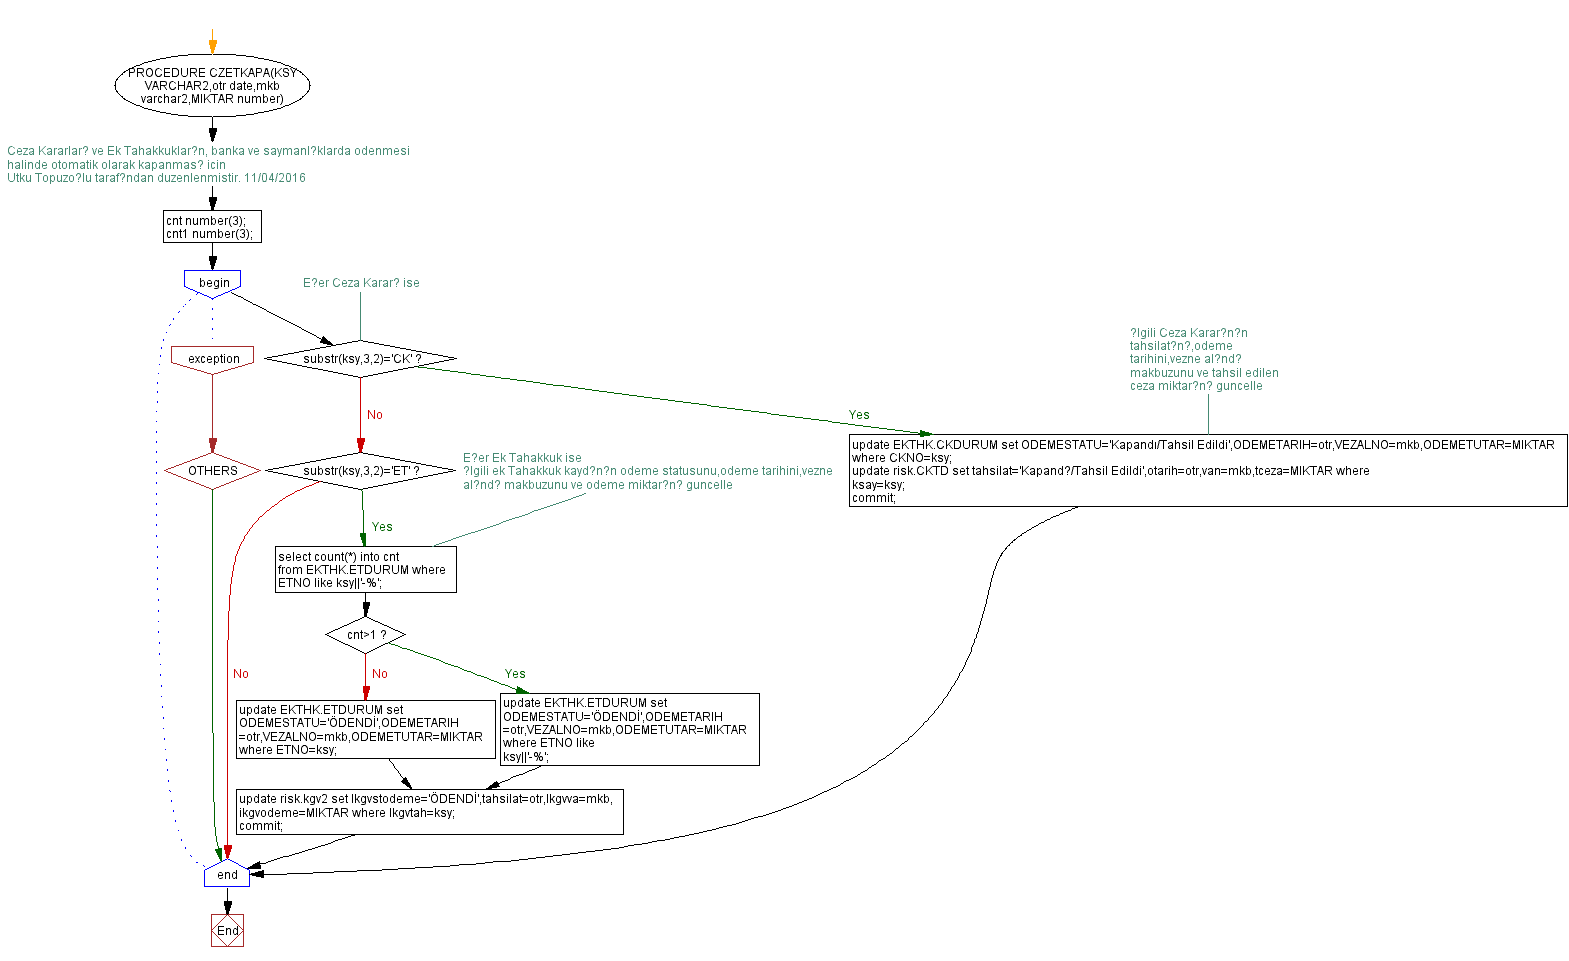 PROCEDURE CZETKAPA(KSY
VARCHAR2,otr date,mkb
varchar2,MIKTAR number)
Ceza Kararlar? ve Ek Tahakkuklar?n, banka ve saymanl?klarda odenmesi
halinde otomatik olarak kapanmas? icin
Utku Topuzo?lu taraf?ndan duzenlenmistir. 11/04/2016
cnt number(3);
cnt1 number(3);
begin
E?er Ceza Karar? ise
exception
substr(ksy,3,2)='CK' ?
?lgili Ceza Karar?n?n
tahsilat?n?,odeme
tarihini,vezne al?nd?
makbuzunu ve tahsil edilen
ceza miktar?n? guncelle
No
Yes
OTHERS
substr(ksy,3,2)='ET' ?
E?er Ek Tahakkuk ise
?lgili ek Tahakkuk kayd?n?n odeme statusunu,odeme tarihini,vezne
al?nd? makbuzunu ve odeme miktar?n? guncelle
update EKTHK.CKDURUM set ODEMESTATU='Kapandı/Tahsil Edildi',ODEMETARIH=otr,VEZALNO=mkb,ODEMETUTAR=MIKTAR
where CKNO=ksy;
update risk.CKTD set tahsilat='Kapand?/Tahsil Edildi',otarih=otr,van=mkb,tceza=MIKTAR where
ksay=ksy;
commit;
Yes
select count(*) into cnt
from EKTHK.ETDURUM where
ETNO like ksy||'-%';
cnt>1 ?
No
No
Yes
update EKTHK.ETDURUM set
ODEMESTATU='ÖDENDİ',ODEMETARIH
=otr,VEZALNO=mkb,ODEMETUTAR=MIKTAR
where ETNO=ksy;
update EKTHK.ETDURUM set
ODEMESTATU='ÖDENDİ',ODEMETARIH
=otr,VEZALNO=mkb,ODEMETUTAR=MIKTAR
where ETNO like
ksy||'-%';
update risk.kgv2 set Ikgvstodeme='ÖDENDİ',tahsilat=otr,Ikgvva=mkb,
ikgvodeme=MIKTAR where Ikgvtah=ksy;
commit;
end
End